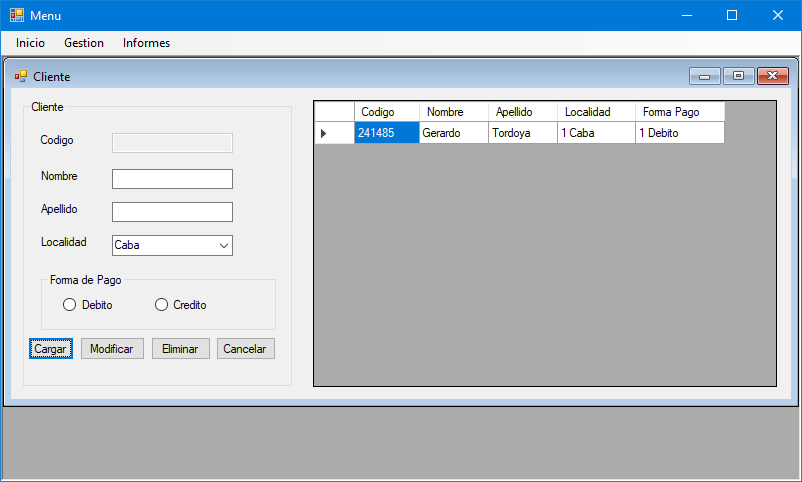 Menu
Inicio Gestion Informes
Cliente
Cliente
Codigo
Nombre
Apellido
Localidad Caba
Forma de Pago
Debito Credito
Cargar Modificar Eliminar Cancelar
Codigo Nombre Apellido Localidad Forma Pago
241485 Gerardo Tordoya 1 Caba 1 Debito